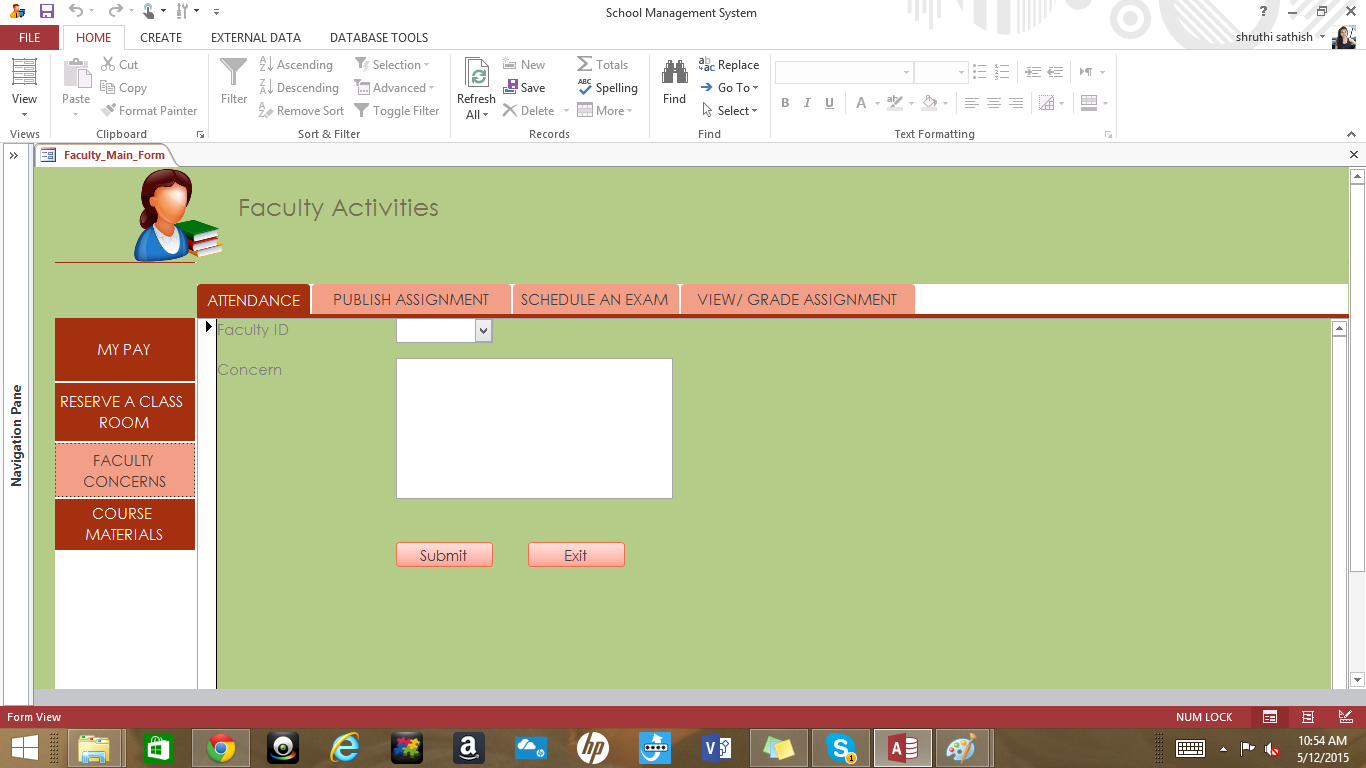 School Management System
?
FILE HOME CREATE EXTERNAL DATA DATABASE TOOLS shruthi sathish
View
Views
Paste
Cut
Copy
Format Painter
Clipboard
Filter
Ascending
Descending
Remove Sort
Selection
Advanced
Toggle Filter
Sort & Filter
Refresh
All
New
Save
Delete
Totals
ABC
Spelling
More
Records
Find
Replace
Go To
Select
Find
B I U A
Text Formatting
Faculty_Main_Form
Navigation Pane
Faculty Activities
ATTENDANCE PUBLISH ASSIGNMENT SCHEDULE AN EXAM VIEW/ GRADE ASSIGNMENT
MY PAY
RESERVE A CLASS
ROOM
FACULTY
CONCERNS
COURSE
MATERIALS
Faculty ID
Concern
Submit Exit
Form View NUM LOCK
10:54 AM
5/12/2015